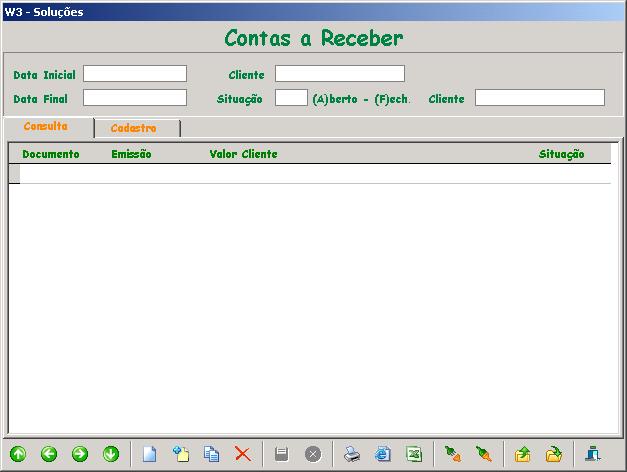 W3 - Soluções
Contas a Receber
Data Inicial Cliente
Data Final Situação (A)berto - (F)ech. Cliente
Consulta Cadastro
Documento Emissão Valor Cliente Situação